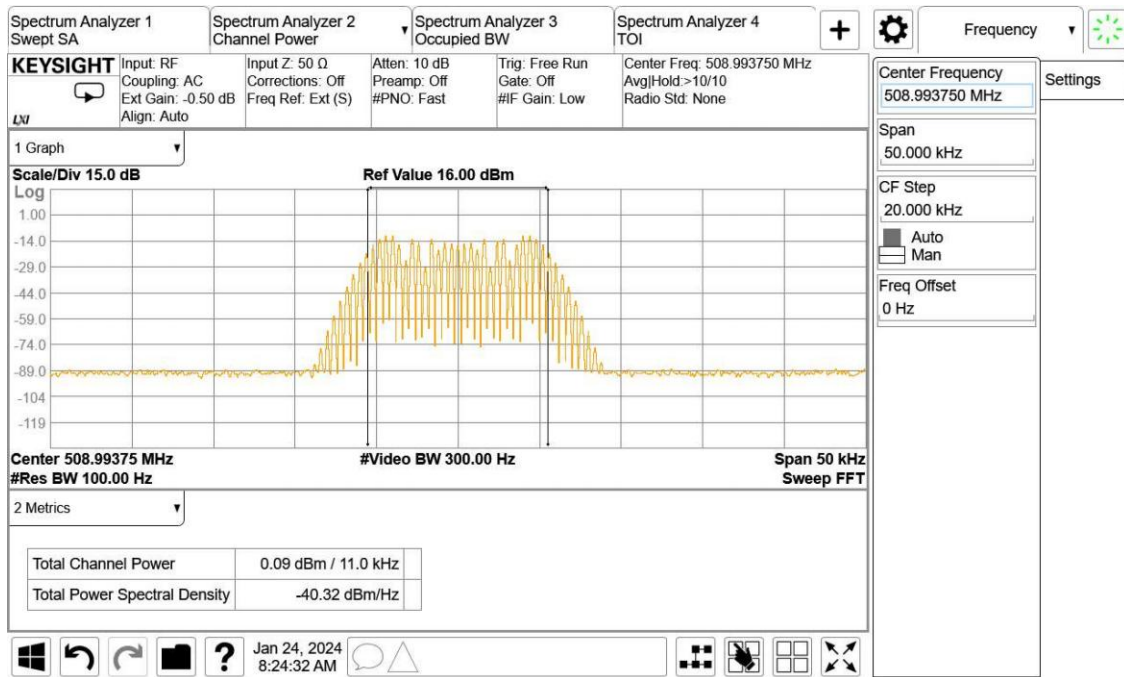 Spectrum Analyzer 1
Swept SA
Spectrum Analyzer 2
Channel Power
Spectrum Analyzer 3
Occupied BW
Spectrum Analyzer 4
TOI
+
Frequency
KEYSIGHT
LXI
Input: RF
Coupling: AC
Ext Gain: -0.50 dB
Align: Auto
Input Z: 50 Ω
Corrections: Off
Freq Ref: Ext (S)
Atten: 10 dB
Preamp: Off
#PNO: Fast
Trig: Free Run
Gate: Off
#IF Gain: Low
Center Freq: 508.993750 MHz
Avg|Hold:>10/10
Radio Std: None
1 Graph
Scale/Div 15.0 dB
Ref Value 16.00 dBm
Log
1.00
-14.0
-29.0
-44.0
-59.0
-74.0
-89.0
-104
-119
Center 508.99375 MHz
#Video BW 300.00 Hz
Span 50 kHz
#Res BW 100.00 Hz
Sweep FFT
2 Metrics
Total Channel Power 0.09 dBm / 11.0 kHz
Total Power Spectral Density -40.32 dBm/Hz
?
Jan 24, 2024
8:24:32 AM
Center Frequency
508.993750 MHz
Span
50.000 kHz
CF Step
20.000 kHz
Auto
Man
Freq Offset
0 Hz
Settings